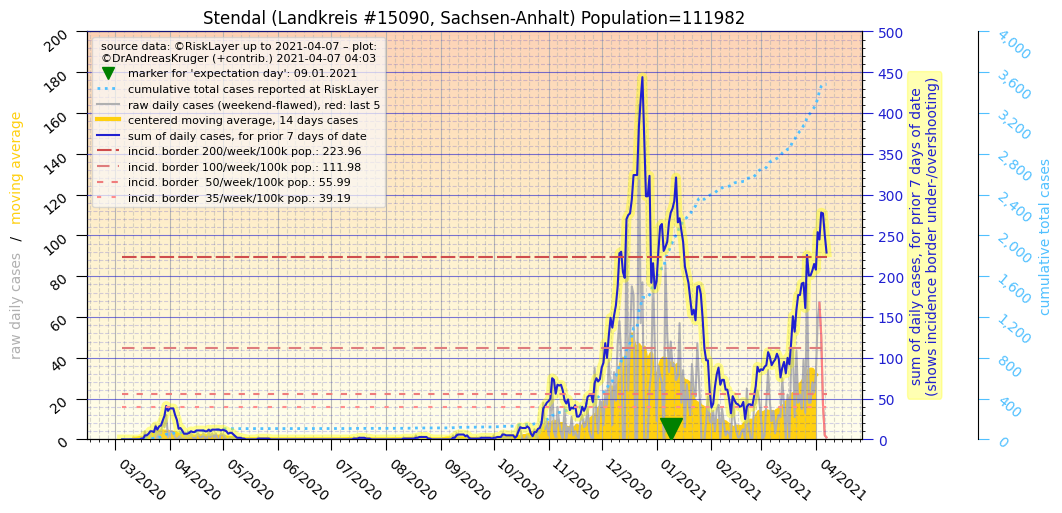 Stendal (Landkreis #15090, Sachsen-Anhalt) Population=111982
source data: ©RiskLayer up to 2021-04-07 – plot:
©DrAndreasKruger (+contrib.) 2021-04-07 04:03
marker for 'expectation day': 09.01.2021
cumulative total cases reported at RiskLayer
raw daily cases (weekend-flawed), red: last 5
centered moving average, 14 days cases
sum of daily cases, for prior 7 days of date
incid. border 200/week/100k pop.: 223.96
incid. border 100/week/100k pop.: 111.98
incid. border  50/week/100k pop.: 55.99
incid. border  35/week/100k pop.: 39.19
raw daily cases / moving average
200
180
160
140
120
100
80
60
40
20
0
03/2020
04/2020
05/2020
06/2020
07/2020
08/2020
09/2020
10/2020
11/2020
12/2020
01/2021
02/2021
03/2021
04/2021
500
450
400
350
300
250
200
150
100
50
0
sum of daily cases, for prior 7 days of date
(shows incidence border under-/overshooting)
4,000
3,600
3,200
2,800
2,400
2,000
1,600
1,200
800
400
0
cumulative total cases